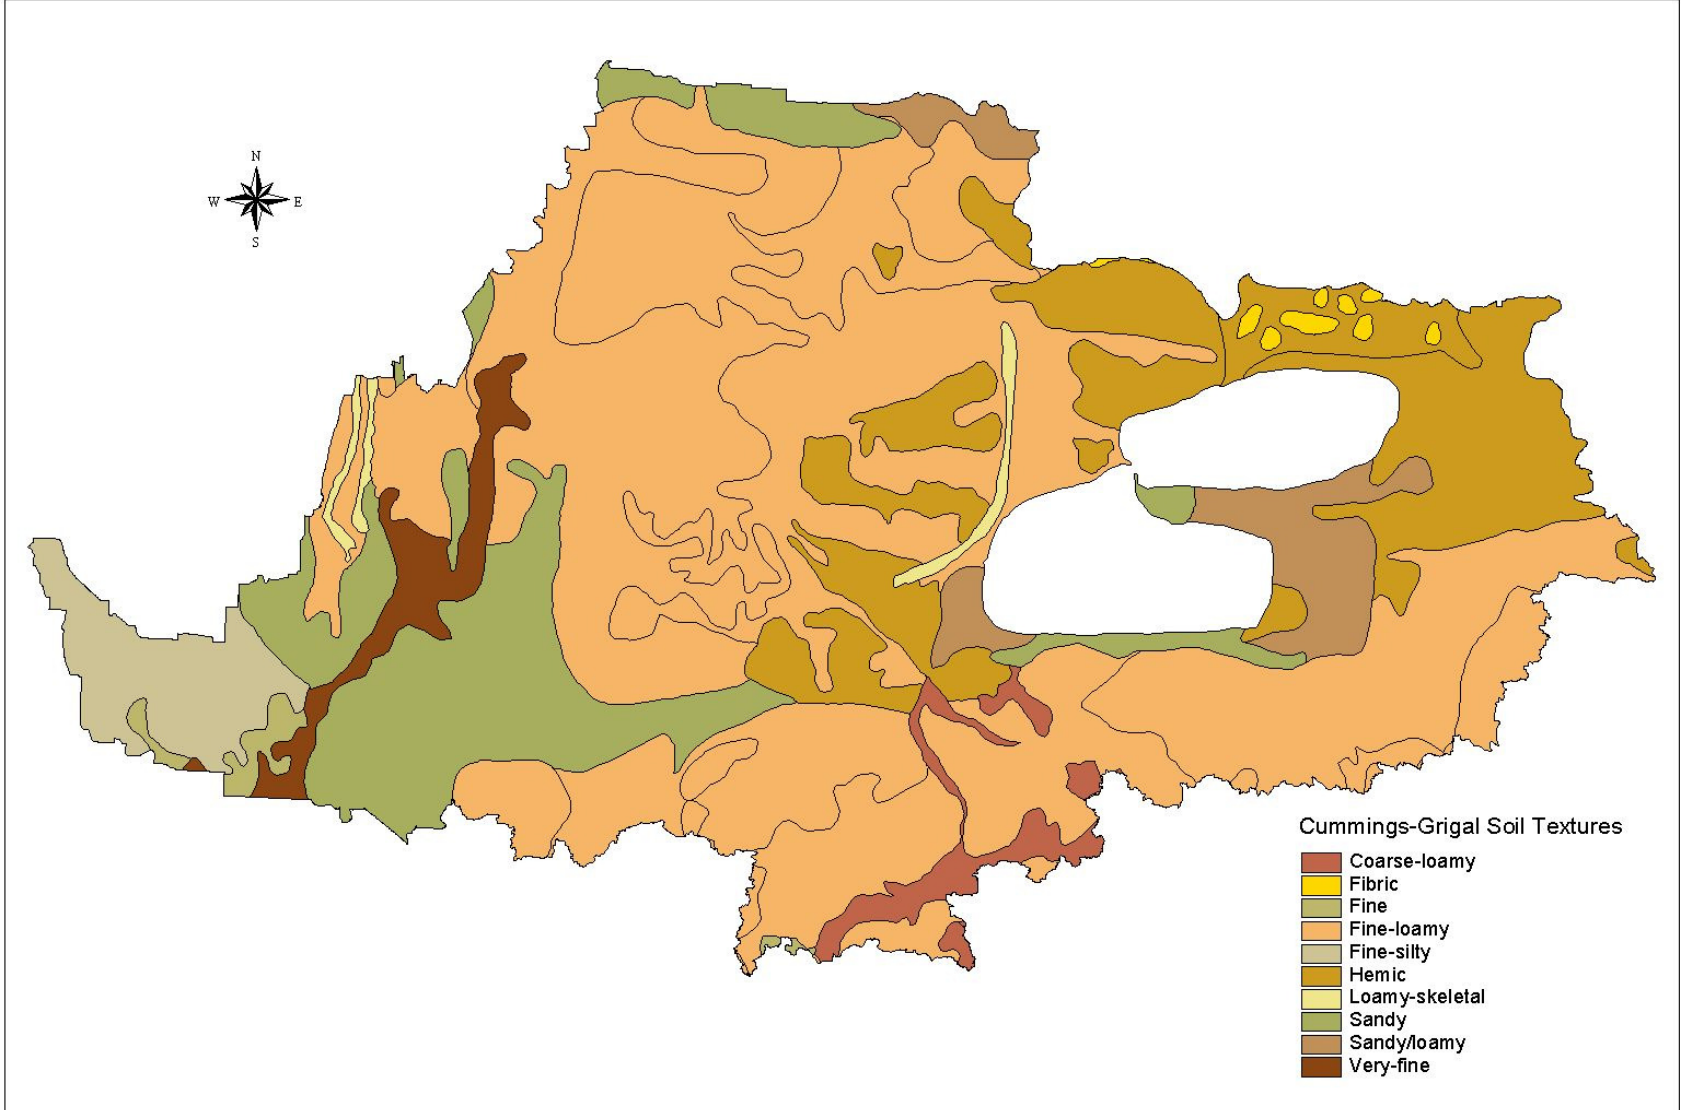 N
W E
S
Cummings-Grigal Soil Textures
Coarse-loamy
Fibric
Fine
Fine-loamy
Fine-silty
Hemic
Loamy-skeletal
Sandy
Sandy/loamy
Very-fine